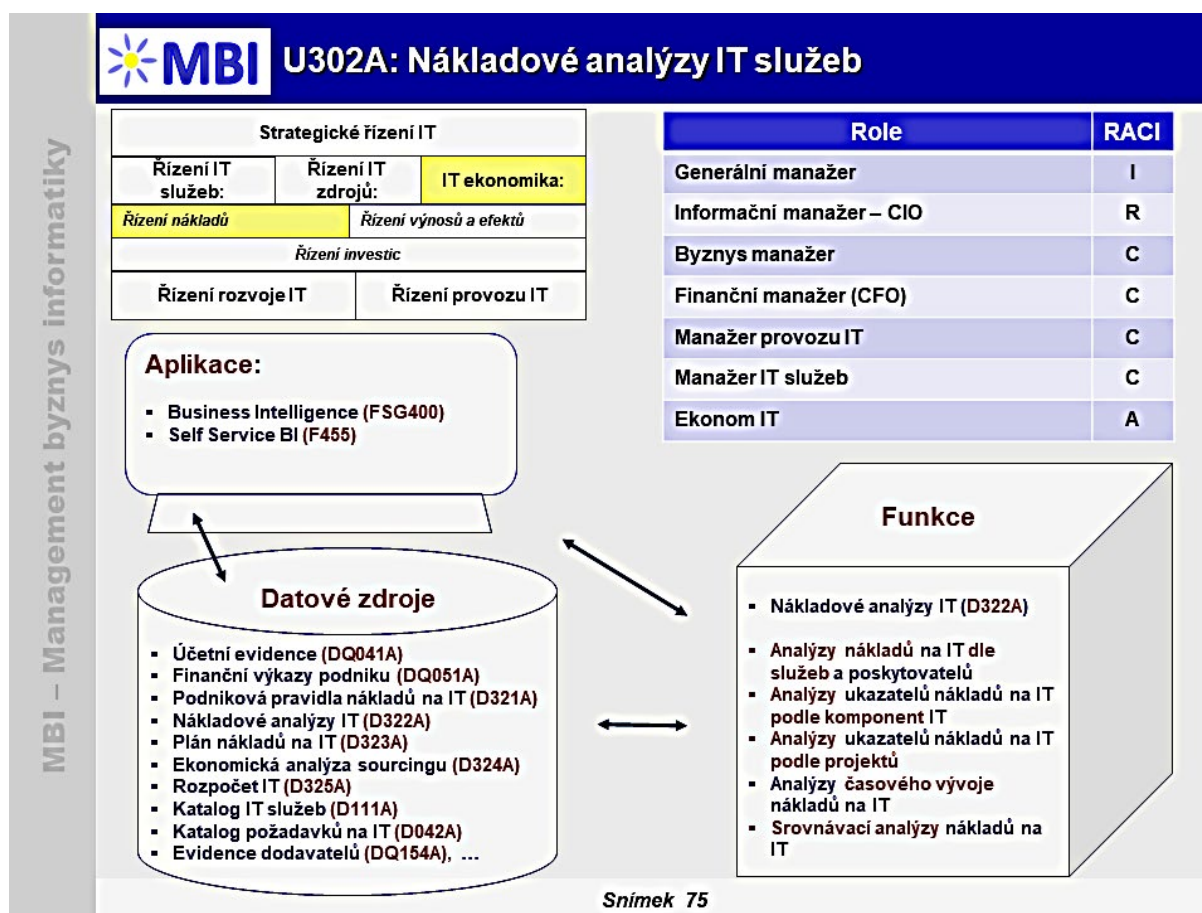 MBI – Management byznys informatiky
MBI
U302A: Nákladové analýzy IT služeb
Strategické řízení IT
Řízení IT
služeb:
Řízení IT
zdrojů:
IT ekonomika:
Řízení nákladů
Řízení výnosů a efektů
Řízení investic
Řízení rozvoje IT
Řízení provozu IT
Role RACI
Generální manažer I
Informační manažer – CIO R
Byznys manažer C
Finanční manažer (CFO) C
Manažer provozu IT C
Manažer IT služeb C
Ekonom IT A
Aplikace:
▪ Business Intelligence (FSG400)
▪ Self Service BI (F455)
Datové zdroje
▪ Účetní evidence (DQ041A)
▪ Finanční výkazy podniku (DQ051A)
▪ Podniková pravidla nákladů na IT (D321A)
▪ Nákladové analýzy IT (D322A)
▪ Plán nákladů na IT (D323A)
▪ Ekonomická analýza sourcingu (D324A)
▪ Rozpočet IT (D325A)
▪ Katalog IT služeb (D111A)
▪ Katalog požadavků na IT (D042A)
▪ Evidence dodavatelů (DQ154A), ...
Funkce
▪ Nákladové analýzy IT (D322A)
▪ Analýzy nákladů na IT dle
služeb a poskytovatelů
▪ Analýzy ukazatelů nákladů na IT
podle komponent IT
▪ Analýzy ukazatelů nákladů na IT
podle projektů
▪ Analýzy časového vývoje
nákladů na IT
▪ Srovnávací analýzy nákladů na
IT
Snímek 75